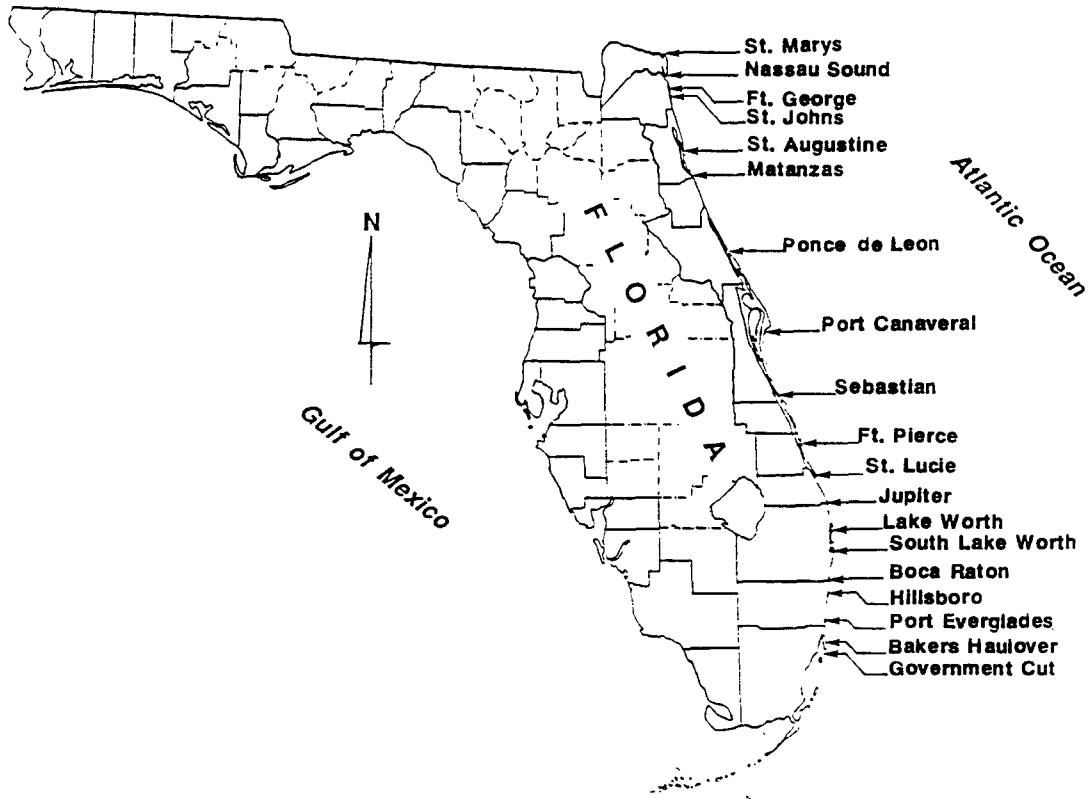 St. Marys
Nassau Sound
Ft. George
St. Johns
St. Augustine
Matanzas
Atlantic Ocean
N
FLORIDA
Ponce de Leon
Port Canaveral
Sebastian
Gulf of Mexico
Ft. Pierce
St. Lucie
Jupiter
Lake Worth
South Lake Worth
Boca Raton
Hillsboro
Port Everglades
Bakers Haulover
Government Cut